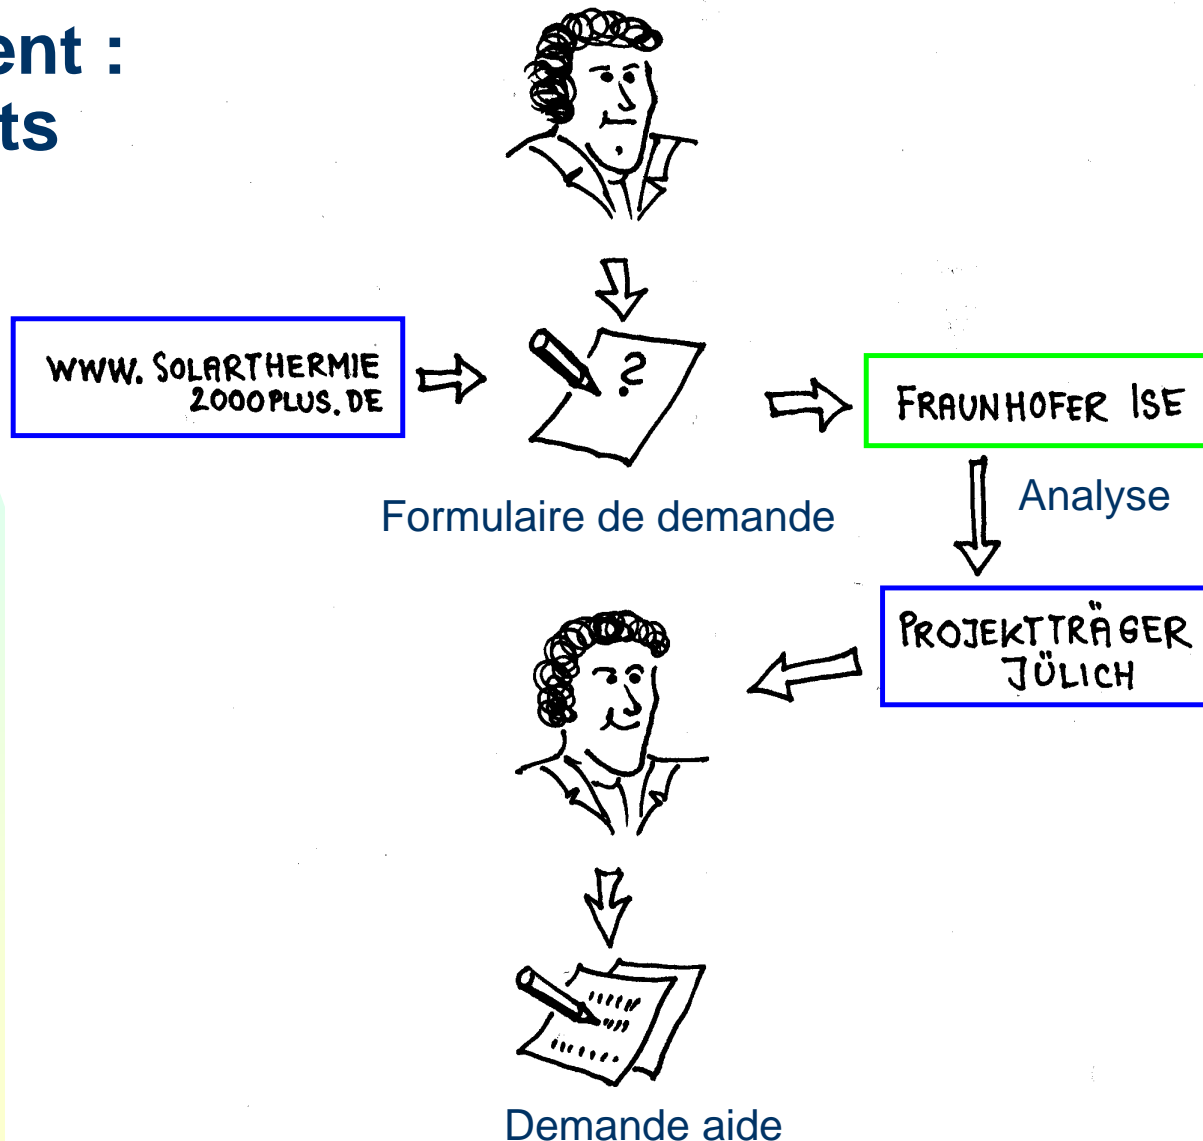 ent :
ts
WWW. SOLARTHERMIE
2000PLUS. DE
?
FRAUNHOFER ISE
Formulaire de demande
Analyse
PROJEKTTRÄGER
JÜLICH
Demande aide